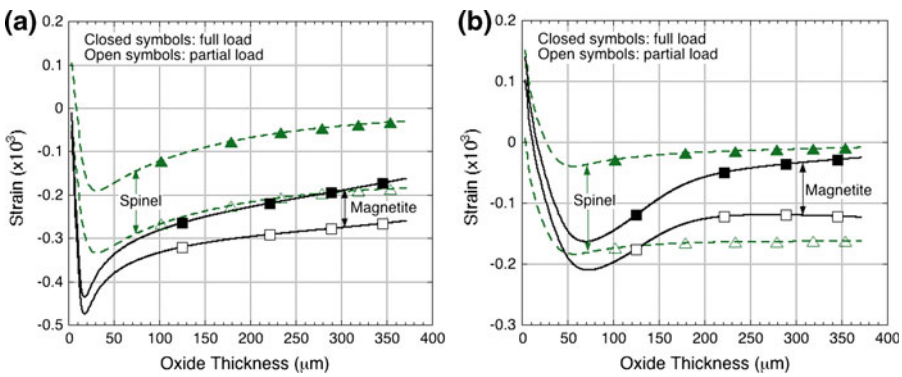 (a)
Closed symbols: full load
Open symbols: partial load
Spinel
Magnetite
Strain (x10³)
0.2
0.1
0
-0.1
-0.2
-0.3
-0.4
-0.5
0 50 100 150 200 250 300 350 400
Oxide Thickness (μm)
(b)
Closed symbols: full load
Open symbols: partial load
Spinel
Magnetite
Strain (x10³)
0.2
0.1
0
-0.1
-0.2
-0.3
0 50 100 150 200 250 300 350 400
Oxide Thickness (μm)